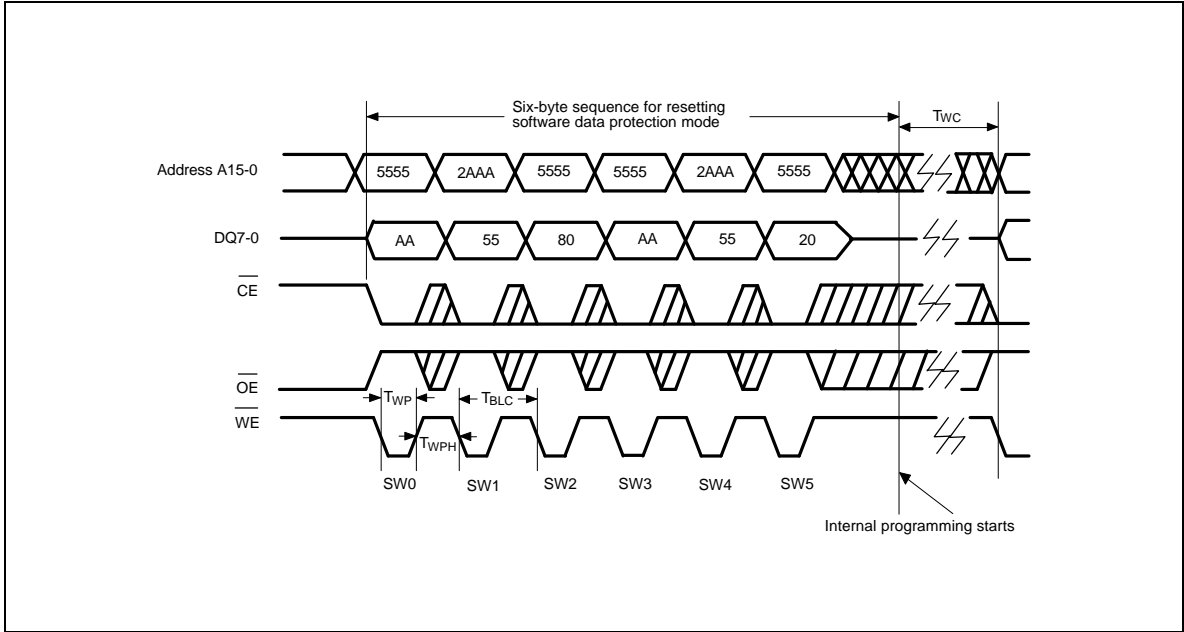 Six-byte sequence for resetting
software data protection mode
TWC
Address A15-0
5555 2AAA 5555 5555 2AAA 5555
DQ7-0
AA 55 80 AA 55 20
CE
OE
TWP TBLC
WE
TWPH
SW0 SW1 SW2 SW3 SW4 SW5
Internal programming starts